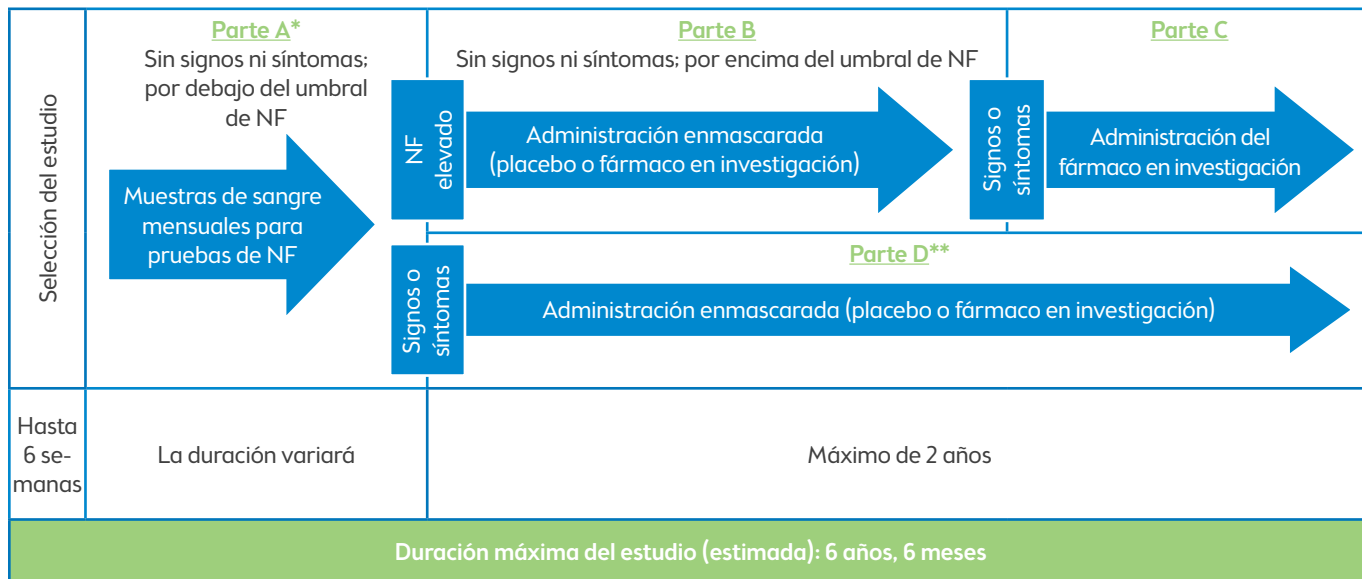 Selección del estudio
Parte A*
Sin signos ni síntomas;
por debajo del umbral
de NF
Muestras de sangre
mensuales para
pruebas de NF
NF
elevado
Signos o
síntomas
Parte B
Sin signos ni síntomas; por encima del umbral de NF
Administración enmascarada
(placebo o fármaco en investigación)
Signos o
síntomas
Parte C
Administración del
fármaco en investigación
Parte D**
Administración enmascarada (placebo o fármaco en investigación)
Hasta
6 se-
manas
La duración variará
Máximo de 2 años
Duración máxima del estudio (estimada): 6 años, 6 meses